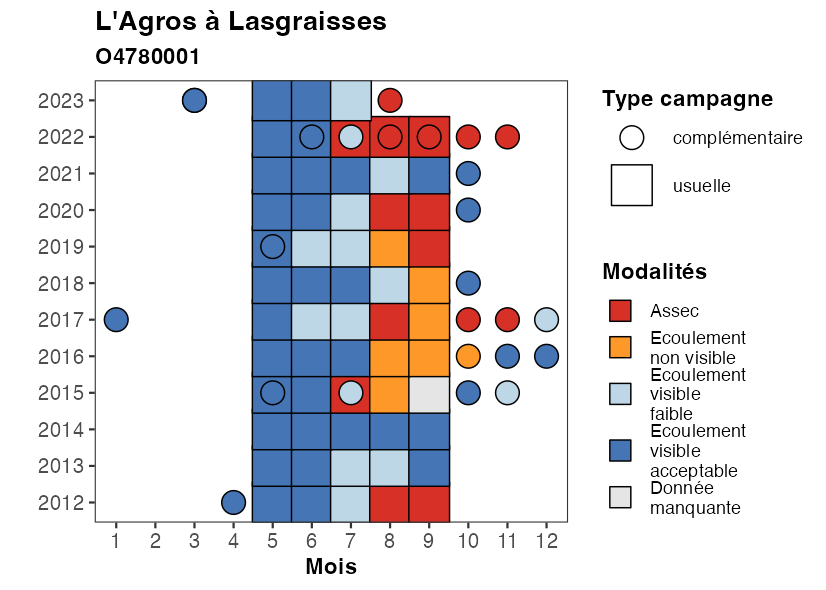 L'Agros à Lasgraisses
O4780001
2023
2022
2021
2020
2019
2018
2017
2016
2015
2014
2013
2012
1 2 3 4 5 6 7 8 9 10 11 12
Mois
Type campagne
complémentaire
usuelle
Modalités
Assec
Ecoulement
non visible
Ecoulement
visible
faible
Ecoulement
visible
acceptable
Donnée
manquante